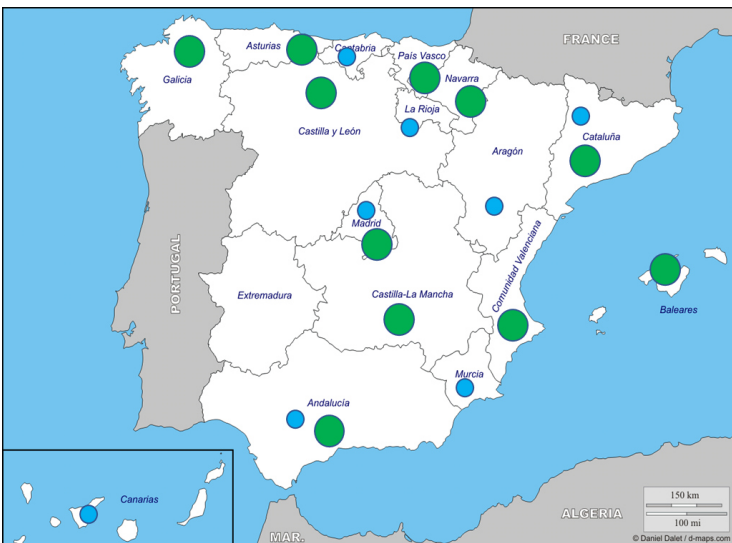 FRANCE
Asturias
Cantabria
País Vasco
Galicia
Navarra
La Rioja
Castilla y León
Cataluña
Aragón
Madrid
PORTUGAL
Comunidad Valenciana
Extremadura
Castilla-La Mancha
Baleares
Murcia
Andalucía
Canarias
150 km
100 mi
ALGERIA
MAR.
© Daniel Dalet / d-maps.com